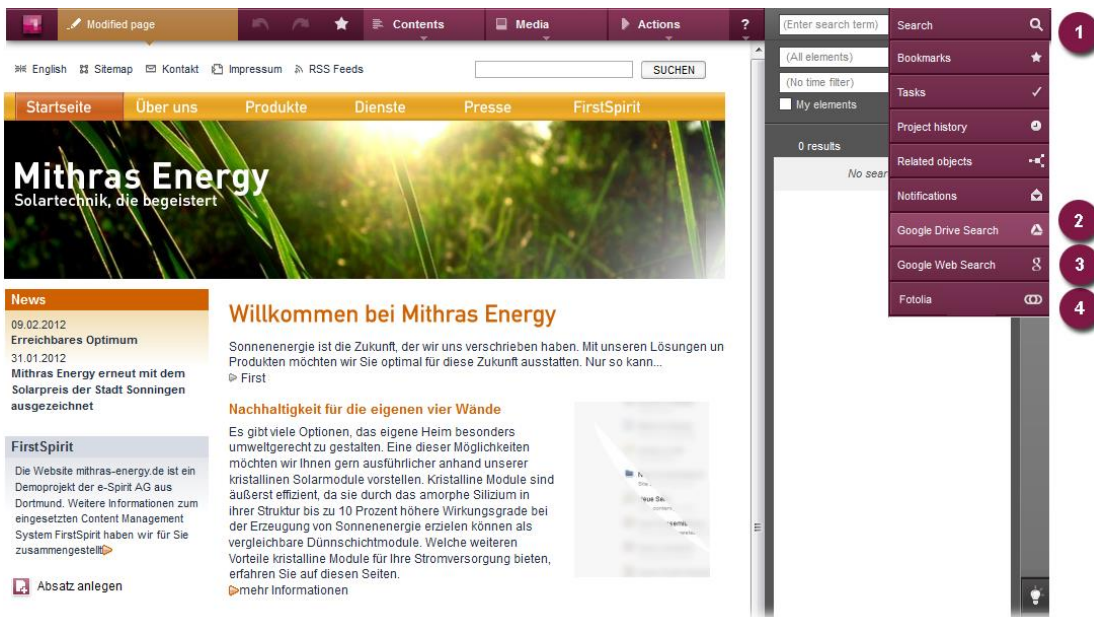 Modified page
Contents
Media
Actions
?
English Sitemap Kontakt Impressum RSS Feeds
SUCHEN
Startseite Über uns Produkte Dienste Presse FirstSpirit
Mithras Energy
Solartechnik, die begeistert
News
09.02.2012
Erreichbares Optimum
31.01.2012
Mithras Energy erneut mit dem
Solarpreis der Stadt Sonningen
ausgezeichnet
FirstSpirit
Die Website mithras-energy.de ist ein
Demoprojekt der e-Spirit AG aus
Dortmund. Weitere Informationen zum
eingesetzten Content Management
System FirstSpirit haben wir für Sie
zusammengestellt
Absatz anlegen
Willkommen bei Mithras Energy
Sonnenenergie ist die Zukunft, der wir uns verschrieben haben. Mit unseren Lösungen un
Produkten möchten wir Sie optimal für diese Zukunft ausstatten. Nur so kann...
First
Nachhaltigkeit für die eigenen vier Wände
Es gibt viele Optionen, das eigene Heim besonders
umweltgerecht zu gestalten. Eine dieser Möglichkeiten
möchten wir Ihnen gern ausführlicher anhand unserer
kristallinen Solarmodule vorstellen. Kristalline Module sind
äußerst effizient, da sie durch das amorphe Silizium in
ihrer Struktur bis zu 10 Prozent höhere Wirkungsgrade bei
der Erzeugung von Sonnenenergie erzielen können als
vergleichbare Dünnschichtmodule. Welche weiteren
Vorteile kristalline Module für Ihre Stromversorgung bieten,
erfahren Sie auf diesen Seiten.
mehr Informationen
(Enter search term)
(All elements)
(No time filter)
My elements
0 results
No sear
Search
Bookmarks
Tasks
Project history
Related objects
Notifications
Google Drive Search
Google Web Search
Fotolia
1
2
3
4